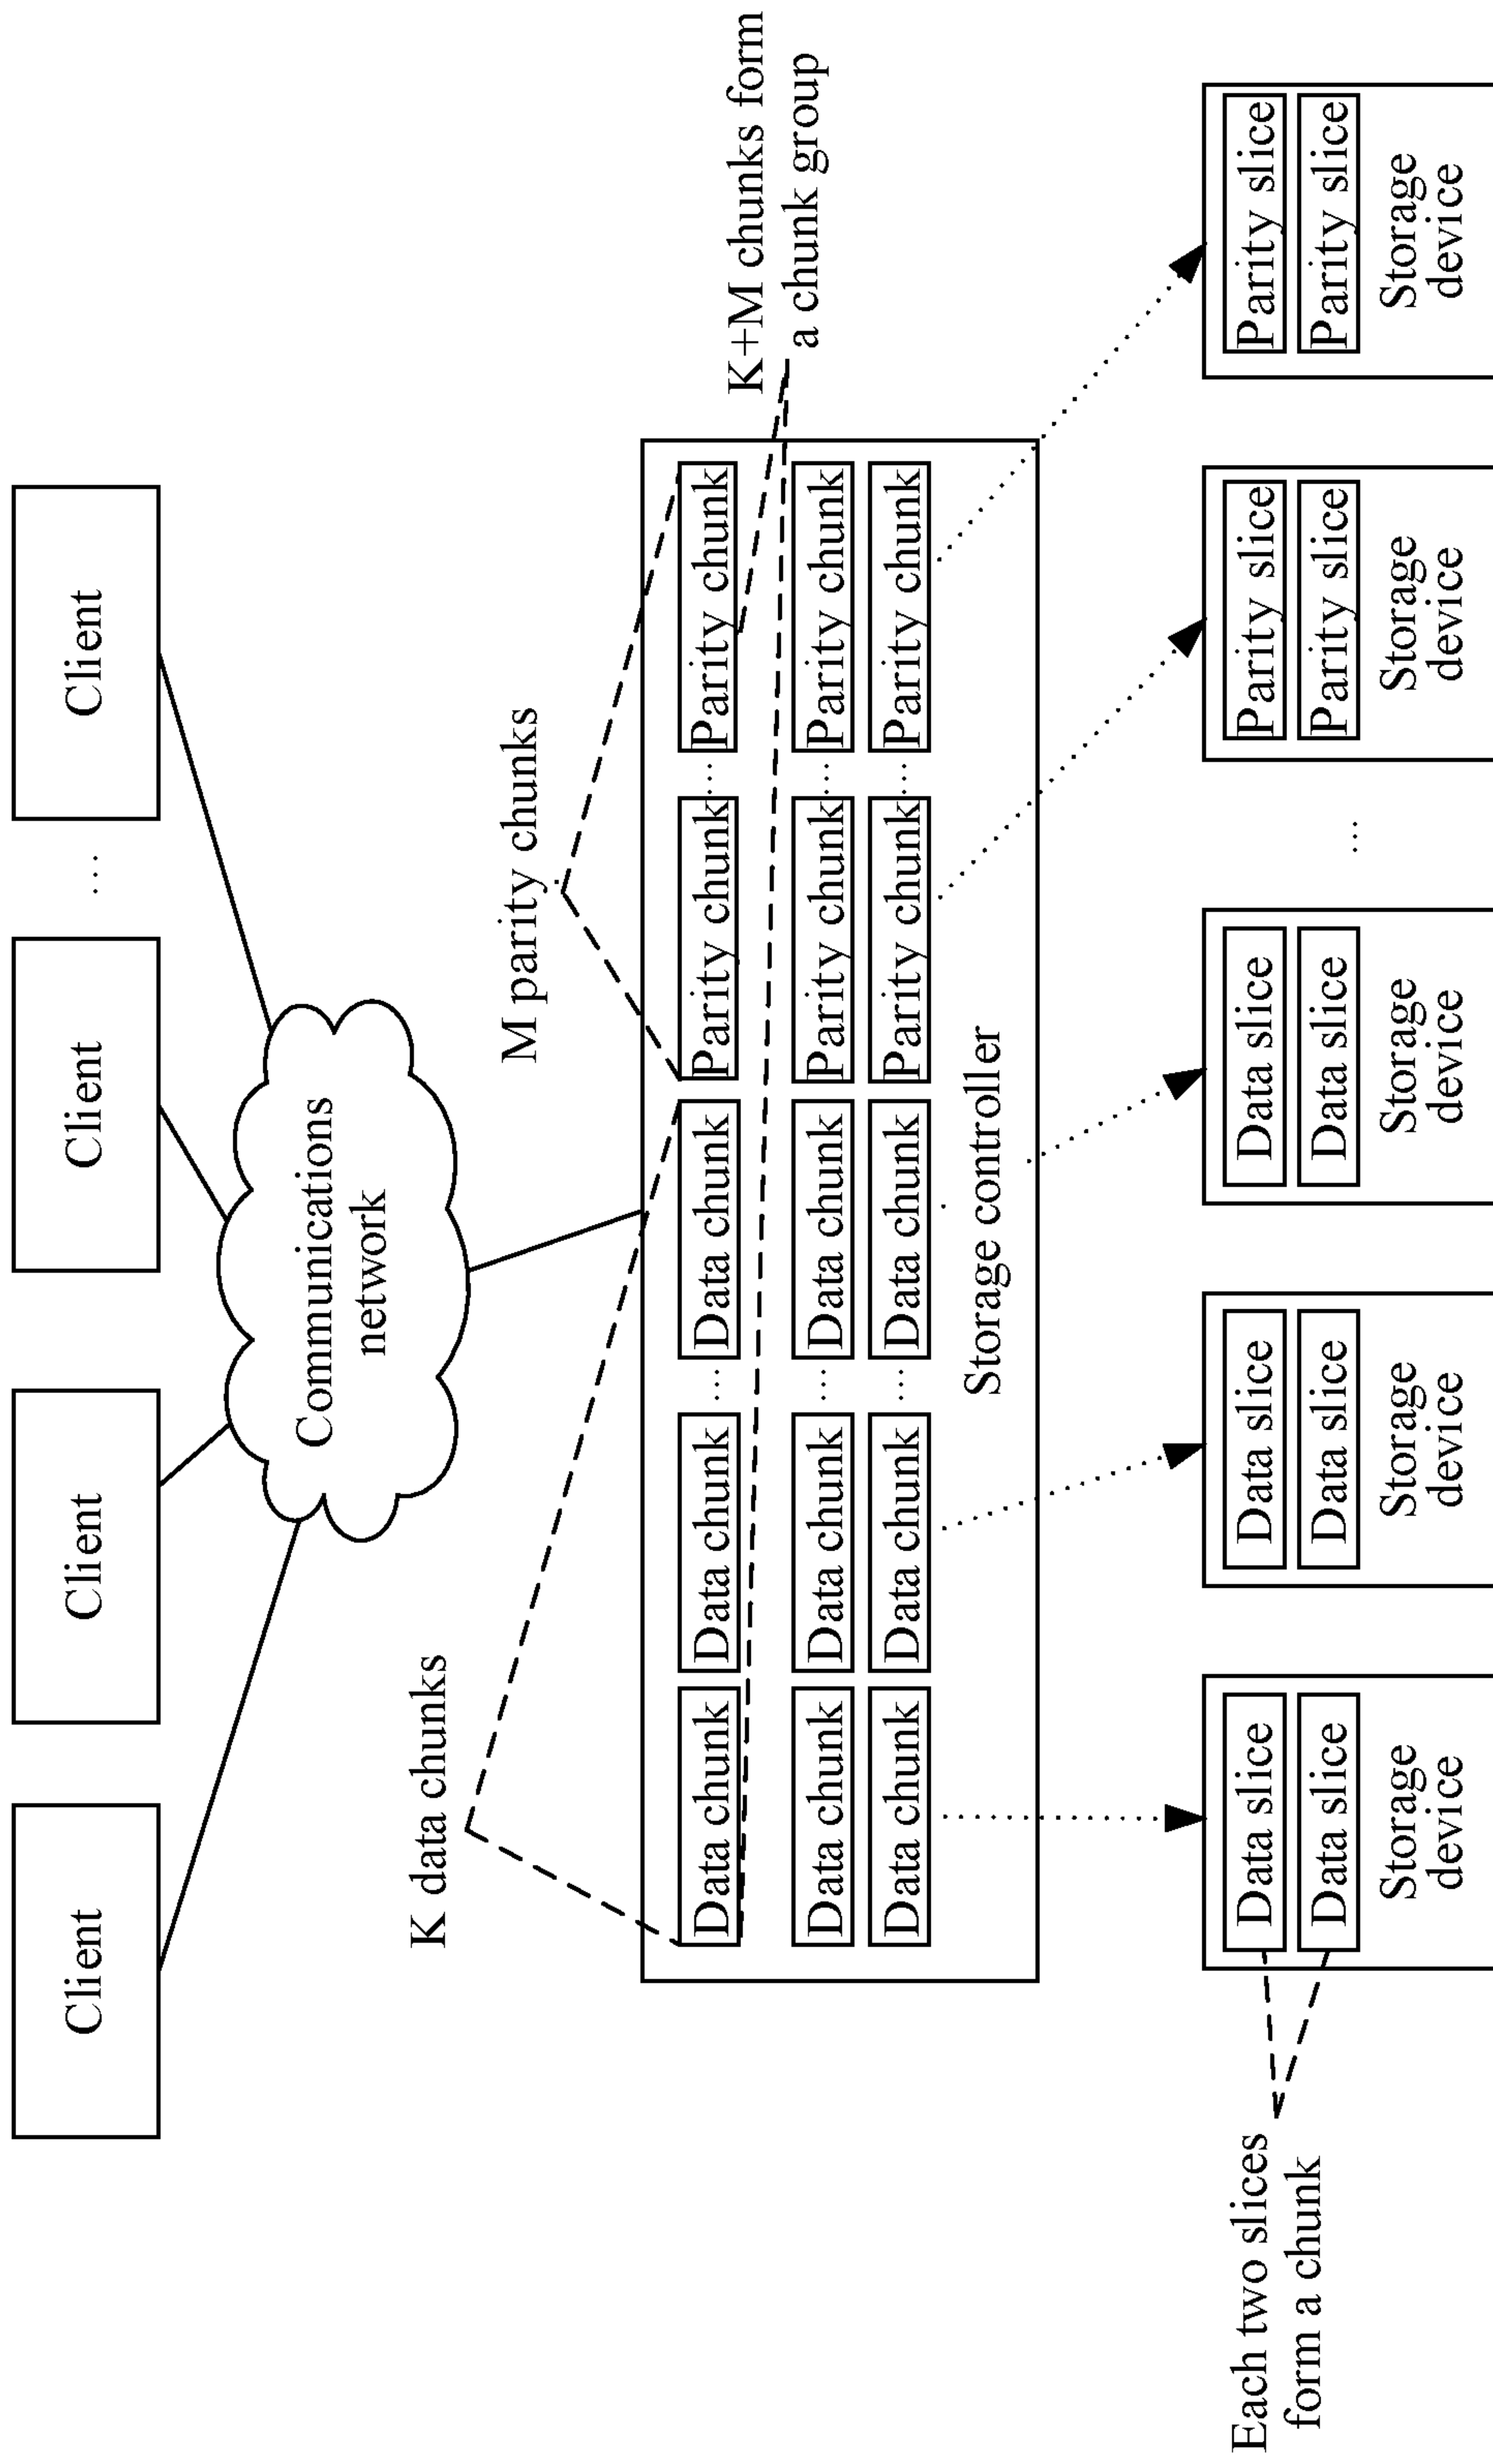 Client
Client
Client
...
Client
Communications
network
K data chunks
M parity chunks
K+M chunks form
a chunk group
Data chunk
Data chunk
...
Data chunk
Parity chunk
...
Parity chunk
Data chunk
Data chunk
...
Data chunk
Parity chunk
...
Parity chunk
Data chunk
Data chunk
...
Data chunk
Parity chunk
...
Parity chunk
Storage controller
Each two slices
form a chunk
Data slice
Data slice
Storage
device
Data slice
Data slice
Storage
device
Data slice
Data slice
Storage
device
...
Parity slice
Parity slice
Storage
device
Parity slice
Parity slice
Storage
device